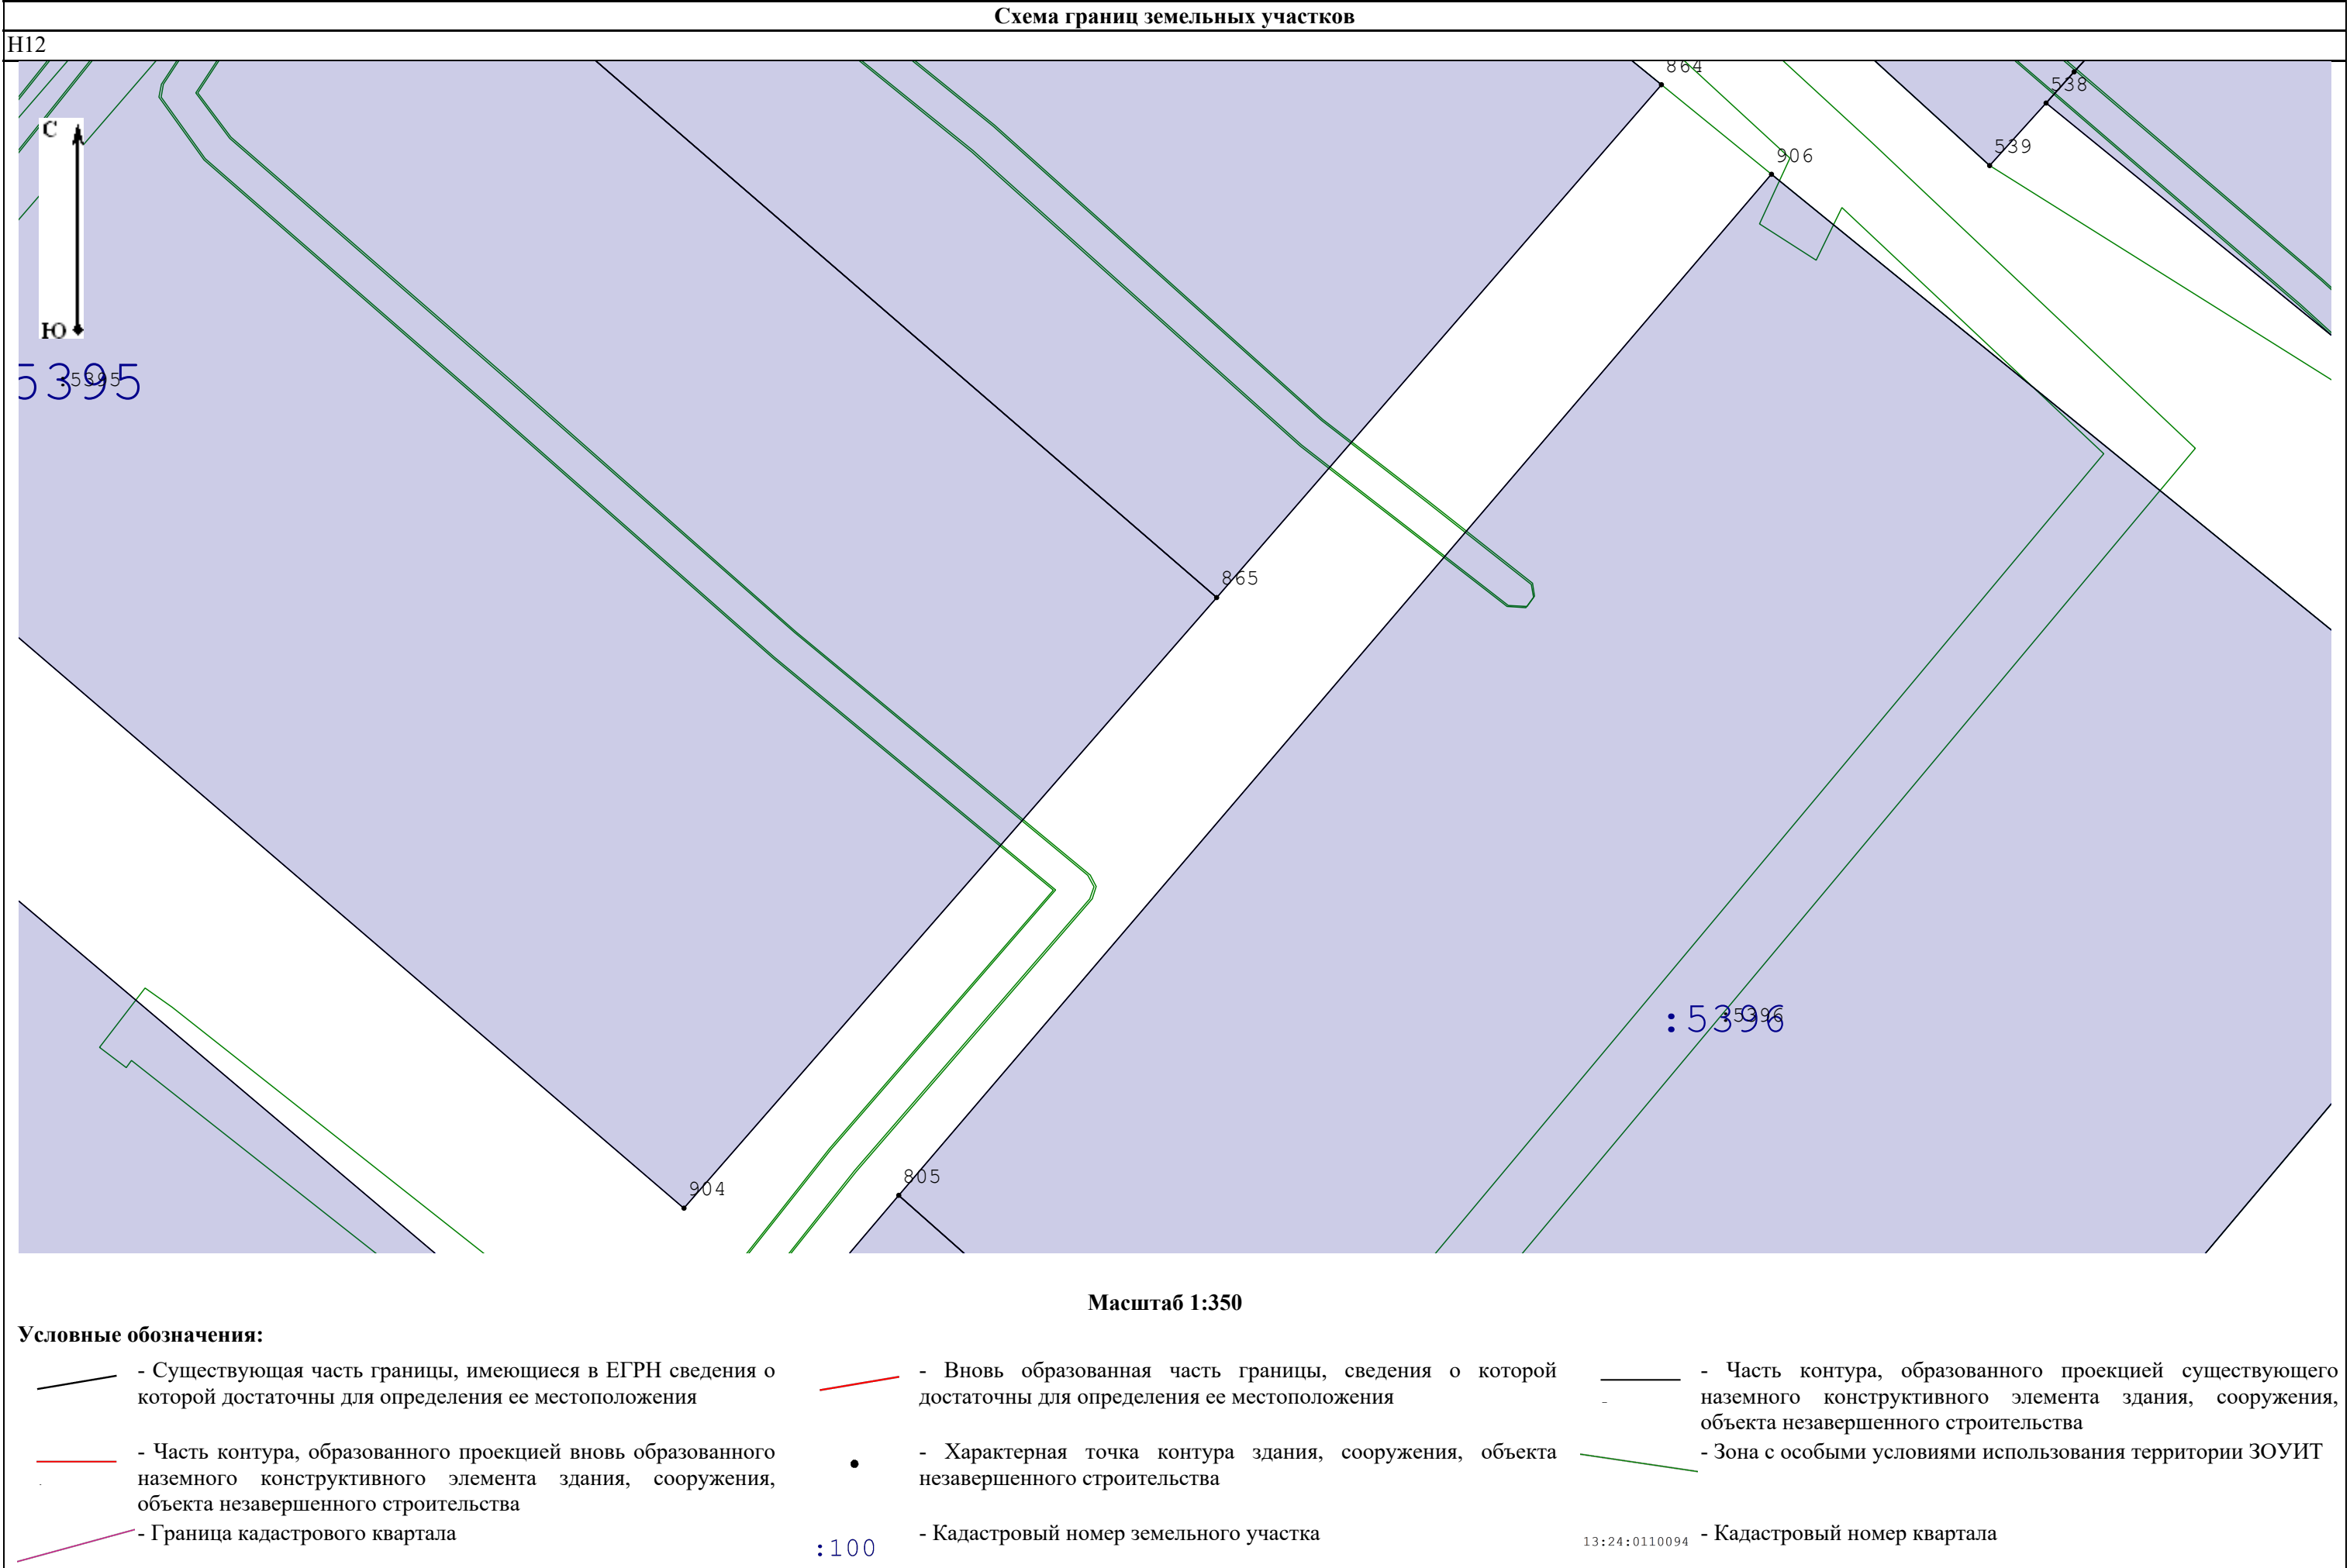 Схема границ земельных участков
Н12
864
538
С
539
906
Ю
5395
:5395
865
:5396
:5396
805
904
Масштаб 1:350
Условные обозначения:
- Существующая часть границы, имеющиеся в ЕГРН сведения о
которой достаточны для определения ее местоположения
- Вновь образованная часть границы, сведения о которой
достаточны для определения ее местоположения
- Часть контура, образованного проекцией существующего
наземного конструктивного элемента здания, сооружения,
объекта незавершенного строительства
- Часть контура, образованного проекцией вновь образованного
наземного конструктивного элемента здания, сооружения,
объекта незавершенного строительства
- Характерная точка контура здания, сооружения, объекта
незавершенного строительства
- Зона с особыми условиями использования территории ЗОУИТ
- Граница кадастрового квартала
:100
- Кадастровый номер земельного участка
13:24:0110094
- Кадастровый номер квартала